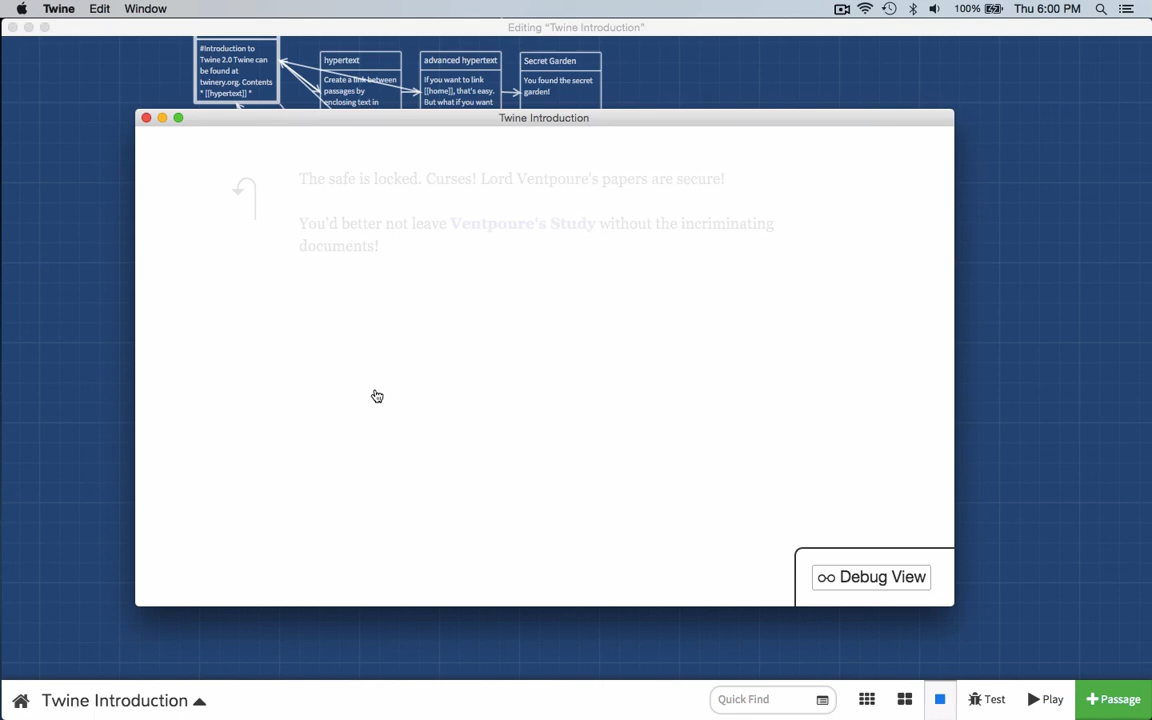 Twine Edit Window 100% Thu 6:00 PM
Editing "Twine Introduction"
#Introduction to
Twine 2.0 Twine can
be found at
twinery.org. Contents
* [[hypertext]] *
hypertext
Create a link between
passages by
enclosing text in
advanced hypertext
If you want to link
[[home]], that's easy.
But what if you want
Secret Garden
You found the secret
garden!
Twine Introduction
The safe is locked. Curses! Lord Ventpoure's papers are secure!
You'd better not leave Ventpoure's Study without the incriminating
documents!
Debug View
Twine Introduction
Quick Find
Test
Play
+Passage